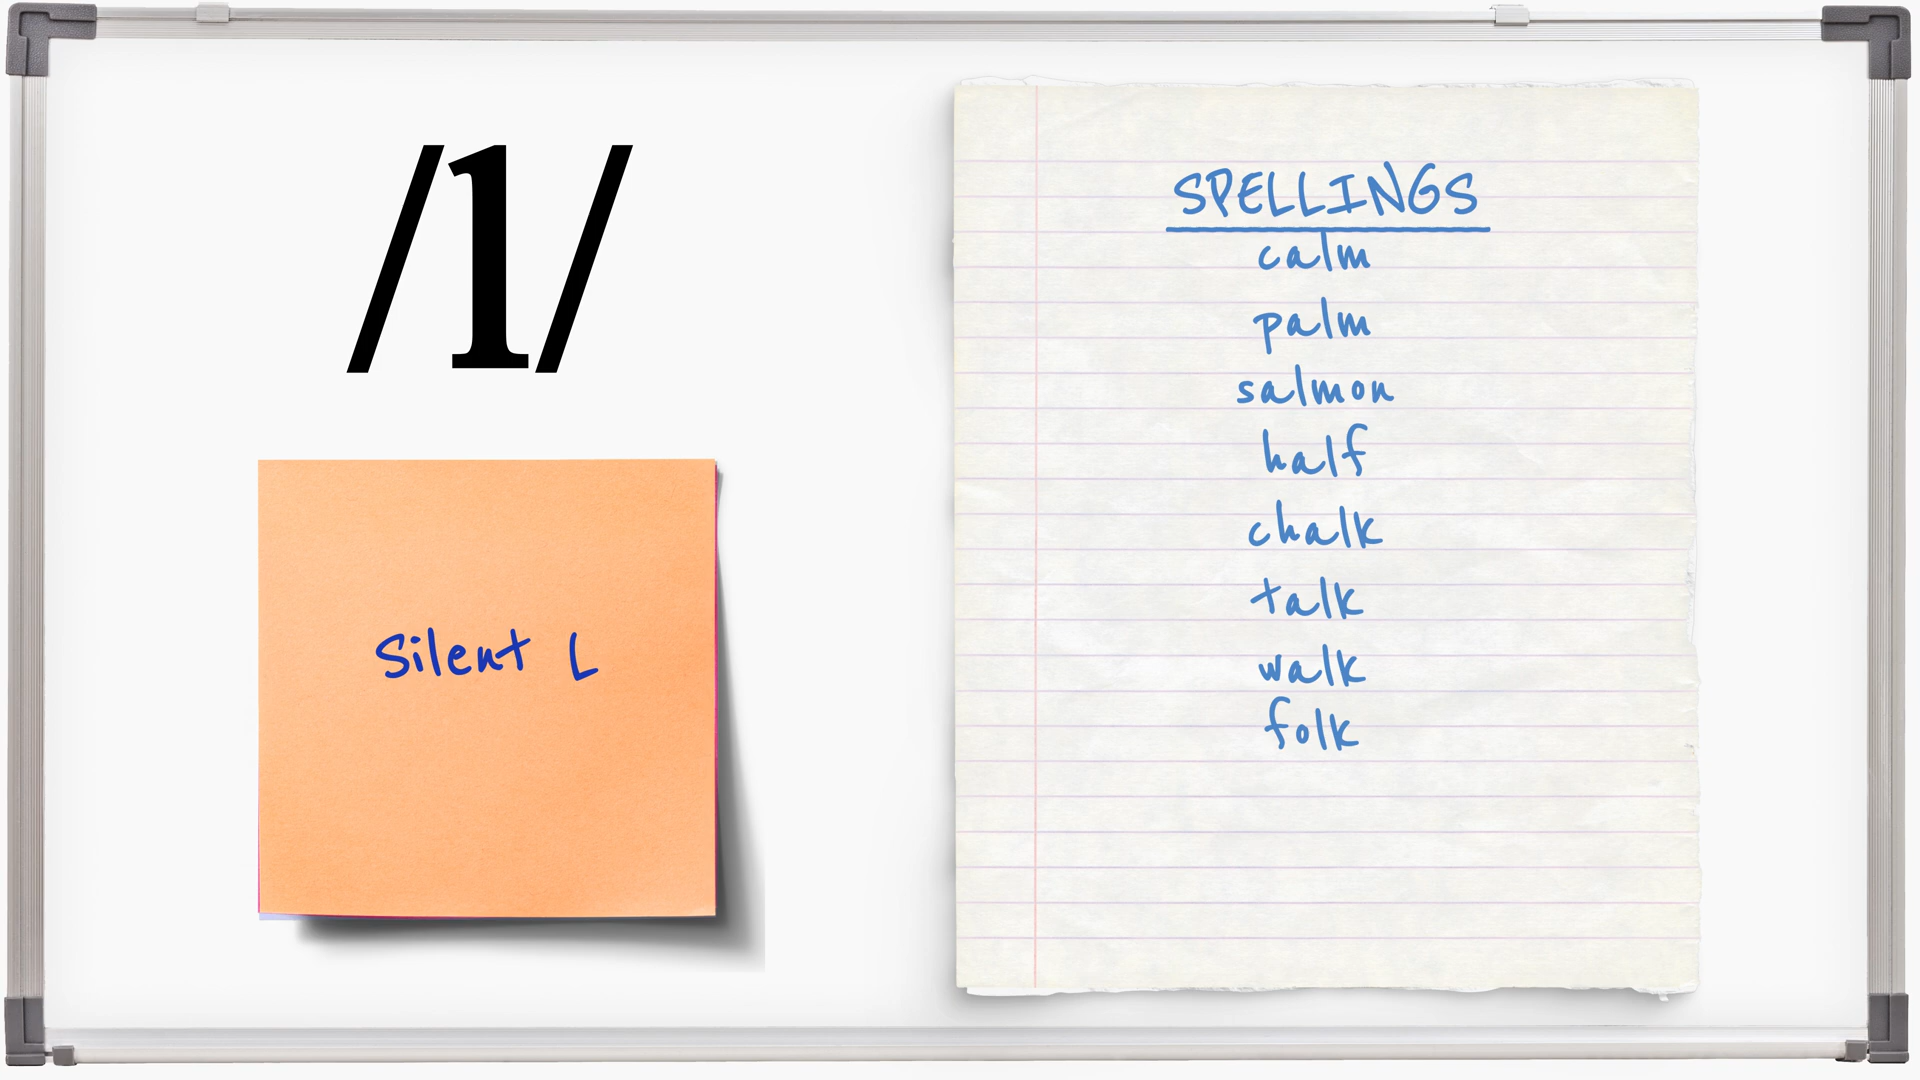 /l/
Silent L
SPELLINGS
calm
palm
salmon
half
chalk
talk
walk
folk